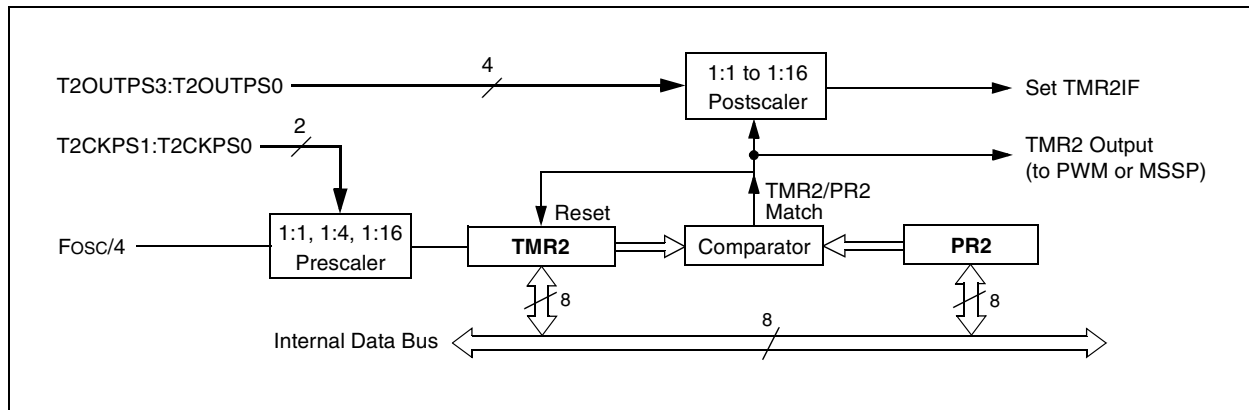 T2OUTPS3:T2OUTPS0
4
1:1 to 1:16
Postscaler
Set TMR2IF
T2CKPS1:T2CKPS0
2
TMR2 Output
(to PWM or MSSP)
TMR2/PR2
Match
Reset
FOSC/4
1:1, 1:4, 1:16
Prescaler
TMR2
Comparator
PR2
8
8
Internal Data Bus
8